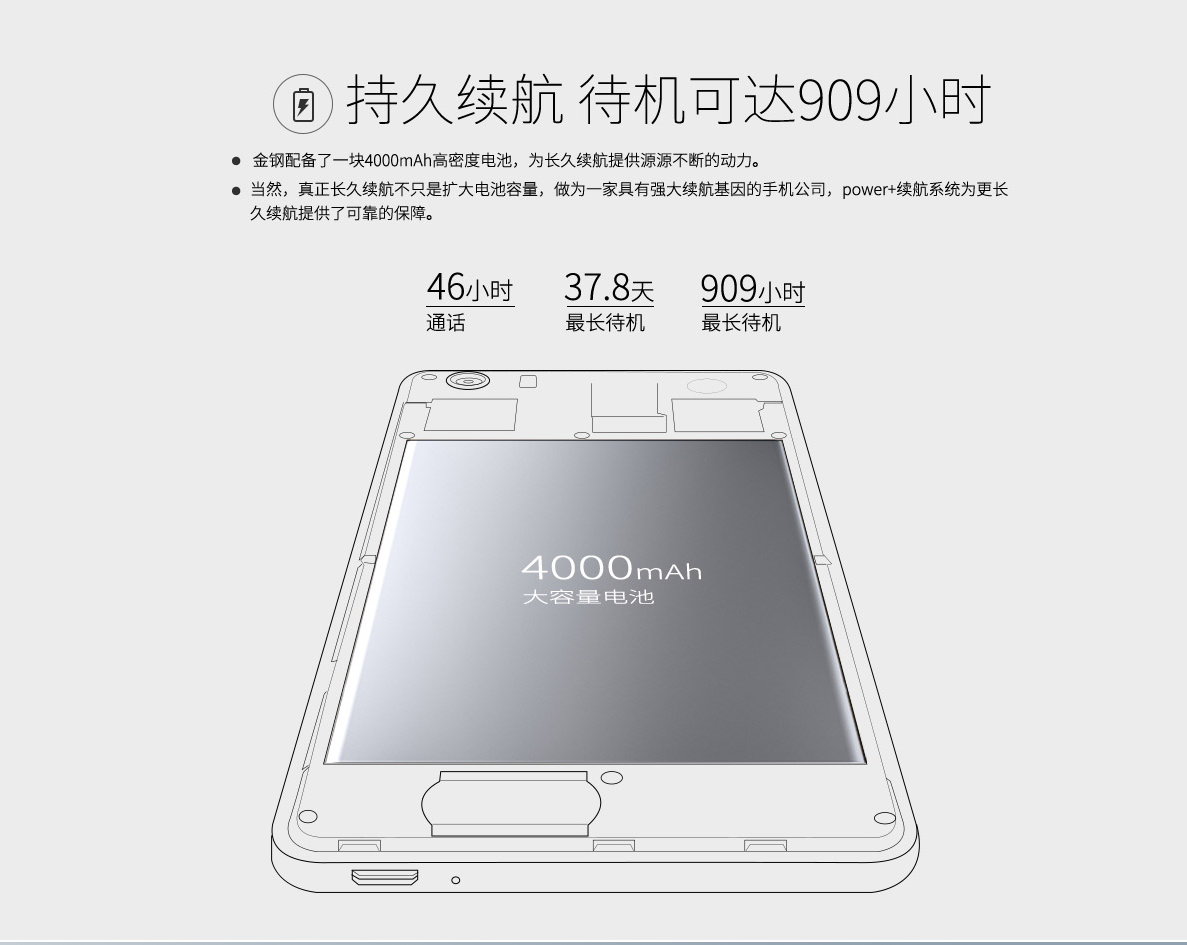 持久续航 待机可达909小时
金钢配备了一块4000mAh高密度电池，为长久续航提供源源不断的动力。
当然，真正长久续航不只是扩大电池容量，做为一家具有强大续航基因的手机公司，power+续航系统为更长
久续航提供了可靠的保障。
46小时 37.8天 909小时
通话 最长待机 最长待机
4000mAh
大容量电池